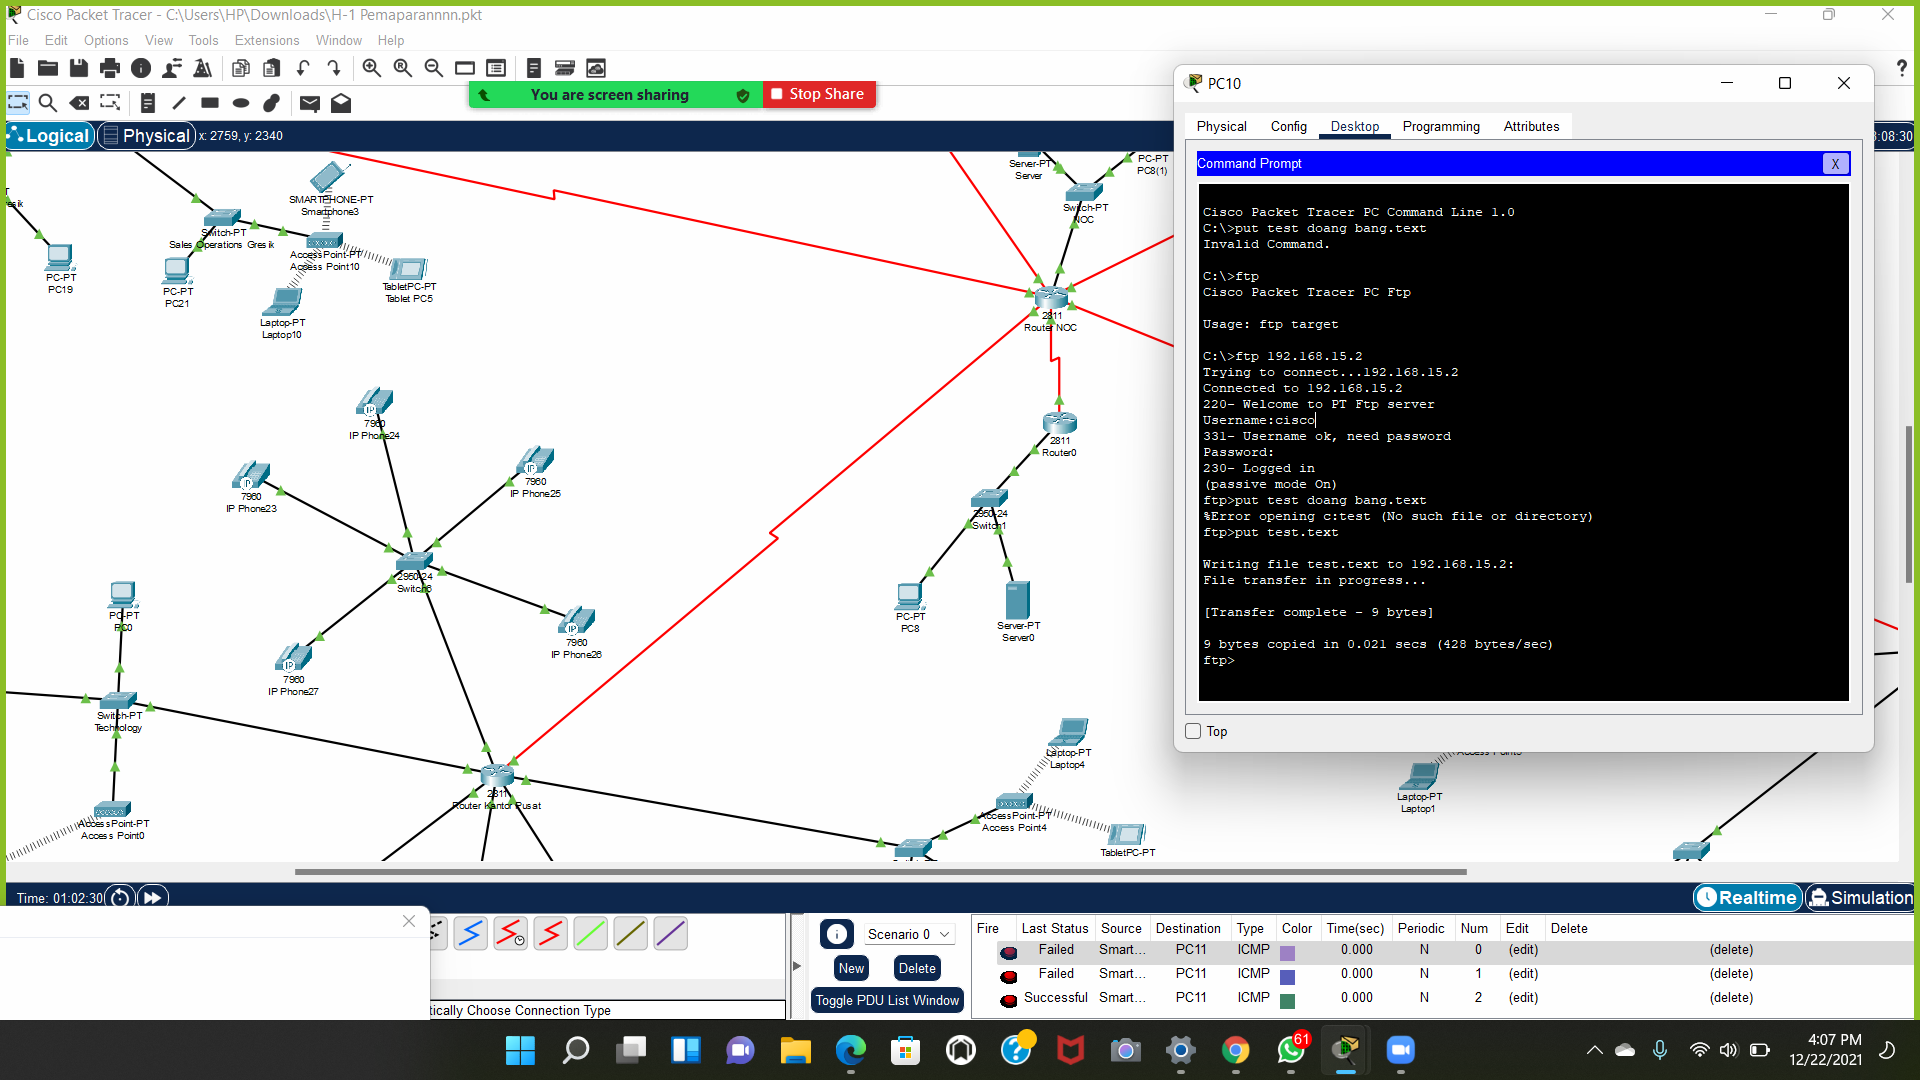 Cisco Packet Tracer - C:\Users\HP\Downloads\H-1 Pemaparannnn.pkt
File Edit Options View Tools Extensions Window Help
You are screen sharing
Stop Share
Logical
Physical
x: 2759, y: 2340
:08:30
SMARTPHONE-PT
Smartphone3
Switch-PT
Sales Operations Gresik
AccessPoint-PT
Access Point10
PC-PT
PC19
PC-PT
PC21
TabletPC-PT
Tablet PC5
Laptop-PT
Laptop10
Server-PT
Server
PC-PT
PC8(1)
Switch-PT
NOC
2811
Router NOC
7960
IP Phone24
2811
Router0
7960
IP Phone23
7960
IP Phone25
2950-24
Switch1
2950-24
Switch6
PC-PT
PC8
Server-PT
Server0
PC-PT
PC0
7960
IP Phone26
7960
IP Phone27
Switch-PT
Technology
Laptop-PT
Laptop4
2811
Router Kantor Pusat
AccessPoint-PT
Access Point0
AccessPoint-PT
Access Point4
TabletPC-PT
Laptop-PT
Laptop1
PC10
Physical Config Desktop Programming Attributes
Command Prompt
X
Cisco Packet Tracer PC Command Line 1.0
C:\>put test doang bang.text
Invalid Command.
C:\>ftp
Cisco Packet Tracer PC Ftp
Usage: ftp target
C:\>ftp 192.168.15.2
Trying to connect...192.168.15.2
Connected to 192.168.15.2
220- Welcome to PT Ftp server
Username:cisco
331- Username ok, need password
Password:
230- Logged in
(passive mode On)
ftp>put test doang bang.text
%Error opening c:test (No such file or directory)
ftp>put test.text
Writing file test.text to 192.168.15.2:
File transfer in progress...
[Transfer complete - 9 bytes]
9 bytes copied in 0.021 secs (428 bytes/sec)
ftp>
Top
Time: 01:02:30
Realtime
Simulation
tically Choose Connection Type
Scenario 0
New
Delete
Toggle PDU List Window
Fire Last Status Source Destination Type Color Time(sec) Periodic Num Edit Delete
Failed Smart... PC11 ICMP 0.000 N 0 (edit) (delete)
Failed Smart... PC11 ICMP 0.000 N 1 (edit) (delete)
Successful Smart... PC11 ICMP 0.000 N 2 (edit) (delete)
61
4:07 PM
12/22/2021